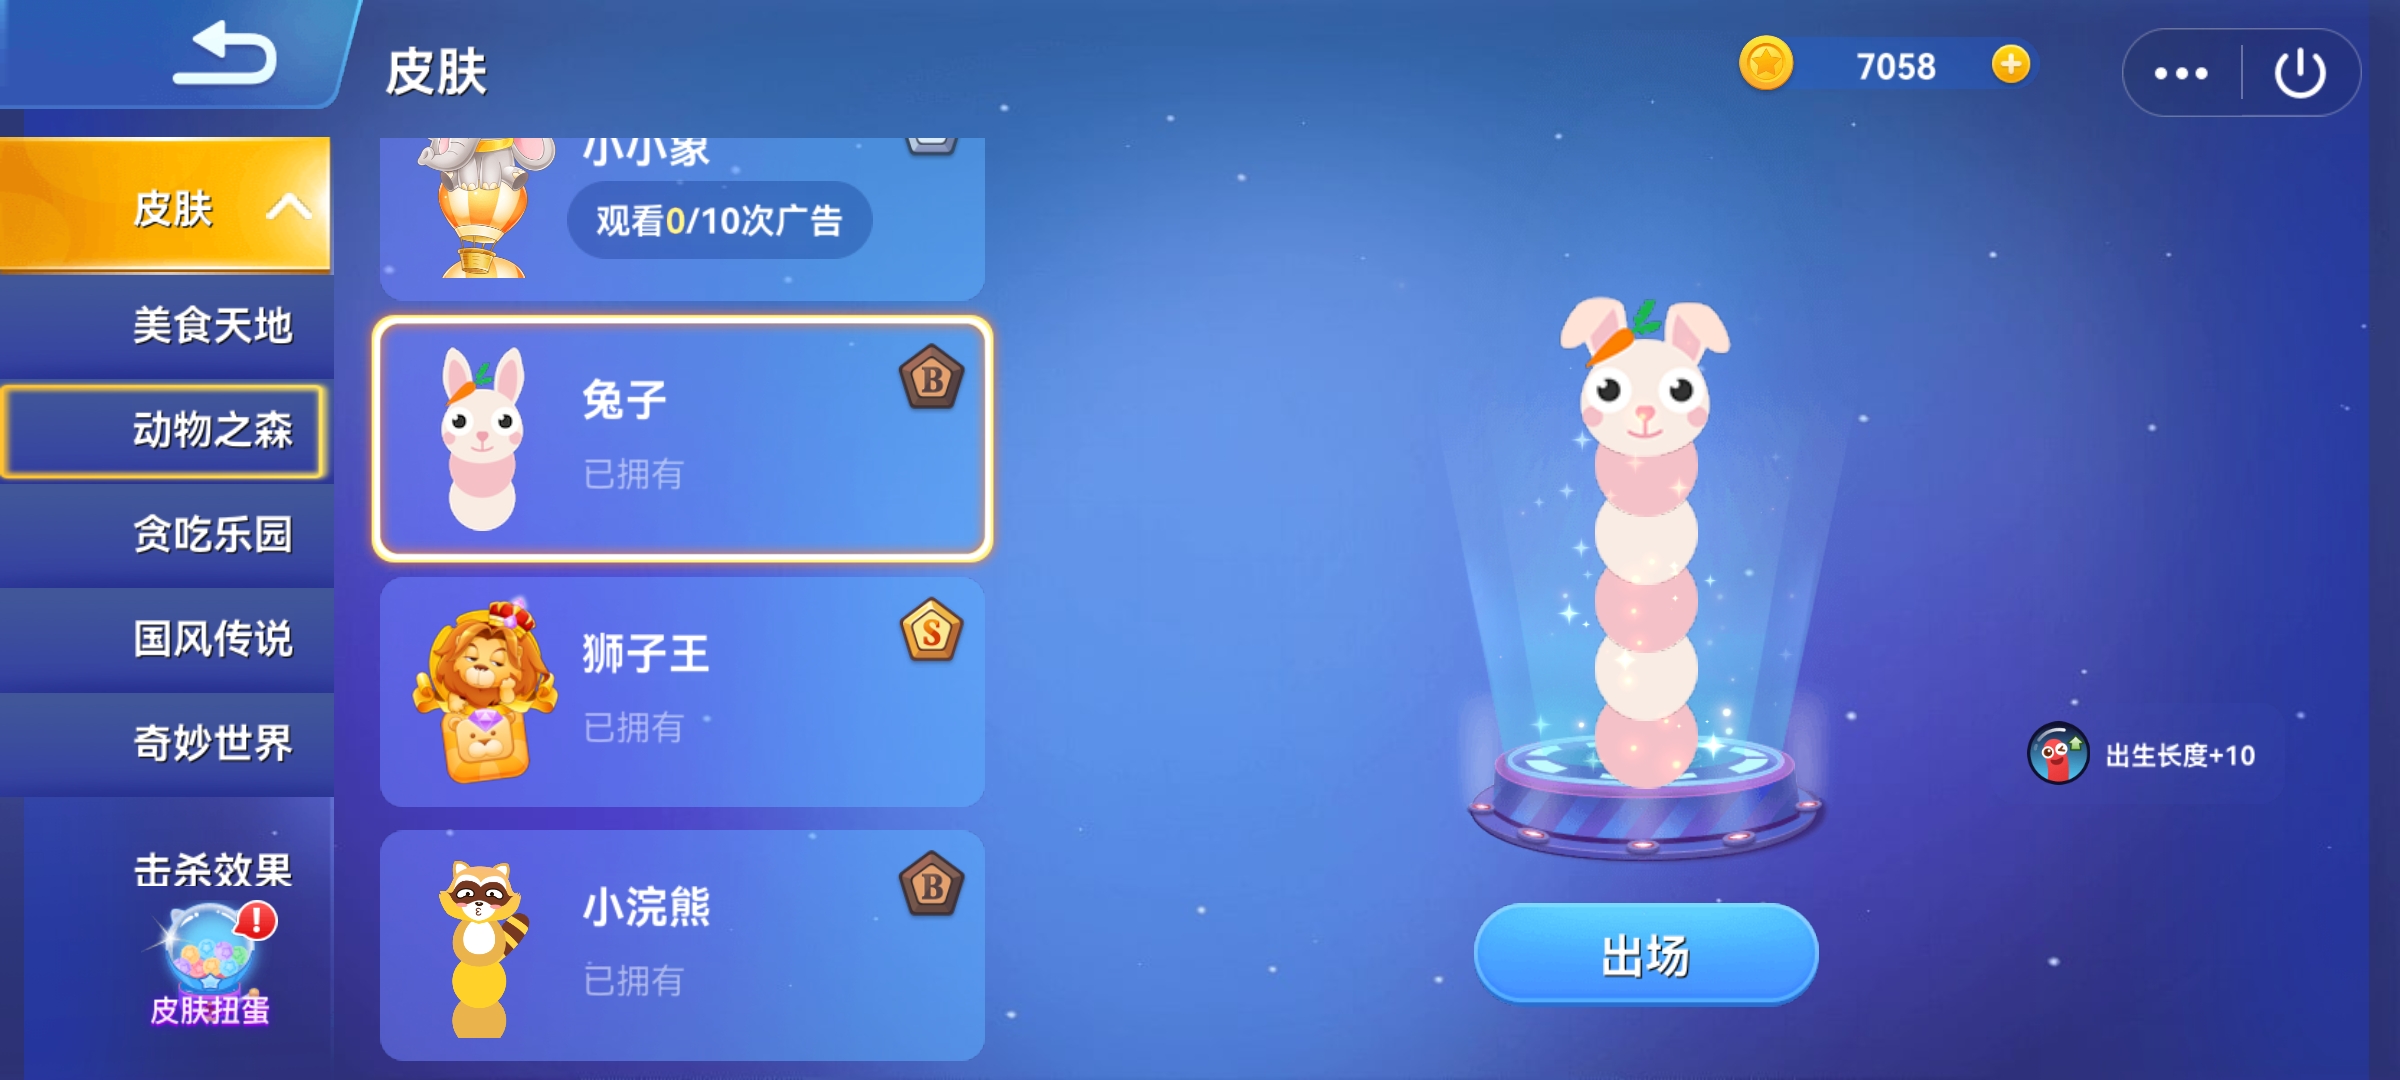 皮肤
7058
皮肤
美食天地
动物之森
贪吃乐园
国风传说
奇妙世界
击杀效果
皮肤扭蛋
小小象
观看0/10次广告
兔子
B
已拥有
狮子王
S
已拥有
小浣熊
B
已拥有
出生长度+10
出场